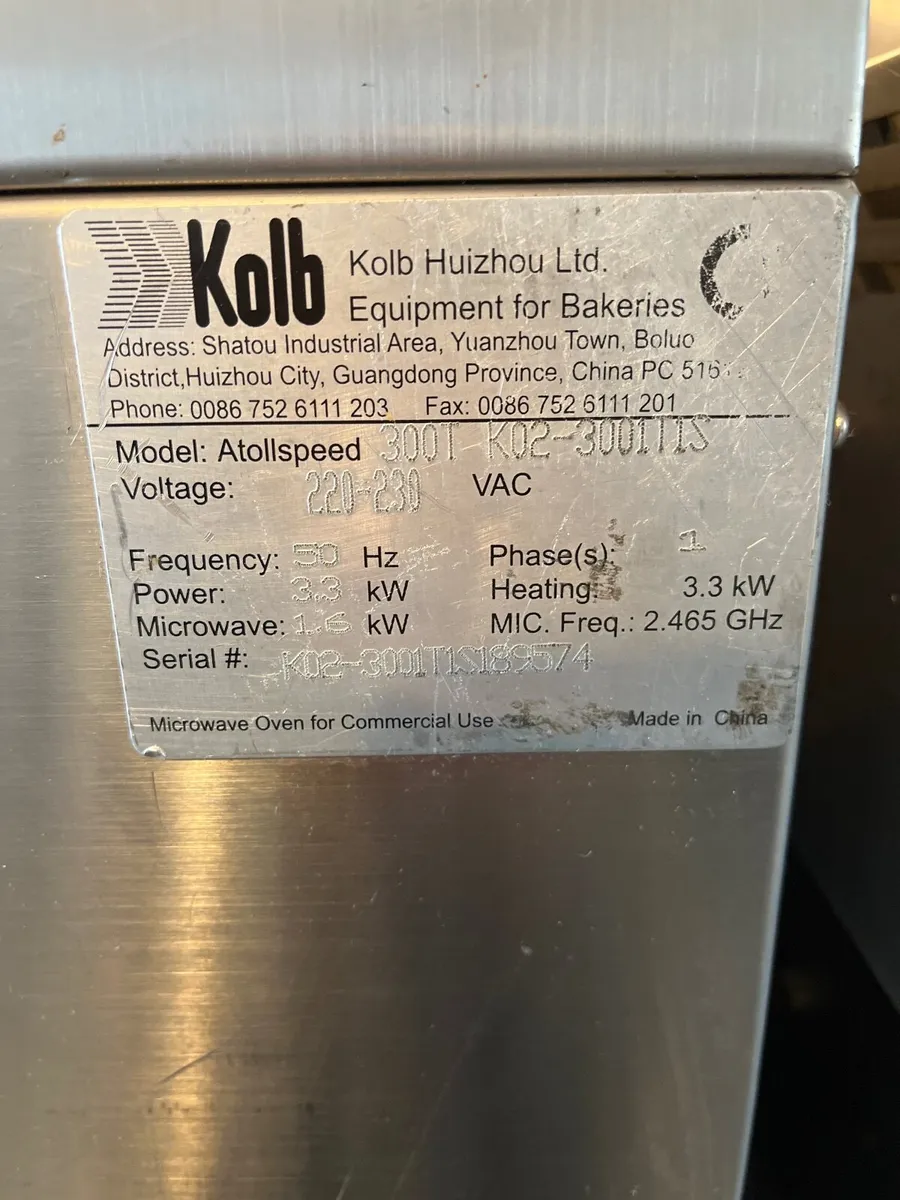 Kolb
Kolb Huizhou Ltd.
Equipment for Bakeries
Address: Shatou Industrial Area, Yuanzhou Town, Boluo
District,Huizhou City, Guangdong Province, China PC
Phone: 0086 752 6111 203 Fax: 0086 752 6111 201
Model: Atollspeed 300T K02-3001T1S
Voltage: 220-230 VAC
Frequency: 50 Hz Phase(s): 1
Power: 3.3 kW Heating: 3.3 kW
Microwave: 1.6 kW MIC. Freq.: 2.465 GHz
Serial #: K02-3001T1S189574
Microwave Oven for Commercial Use Made in China